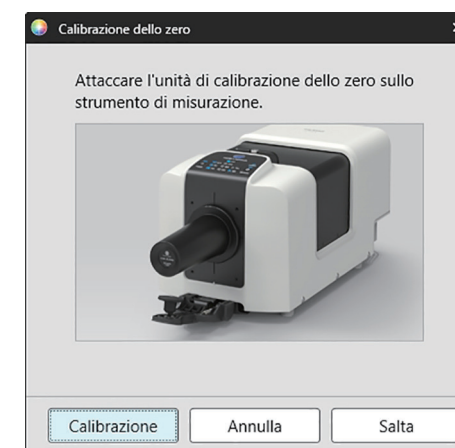 Calibrazione dello zero
Attaccare l'unità di calibrazione dello zero sullo
strumento di misurazione.
Calibrazione
Annulla
Salta